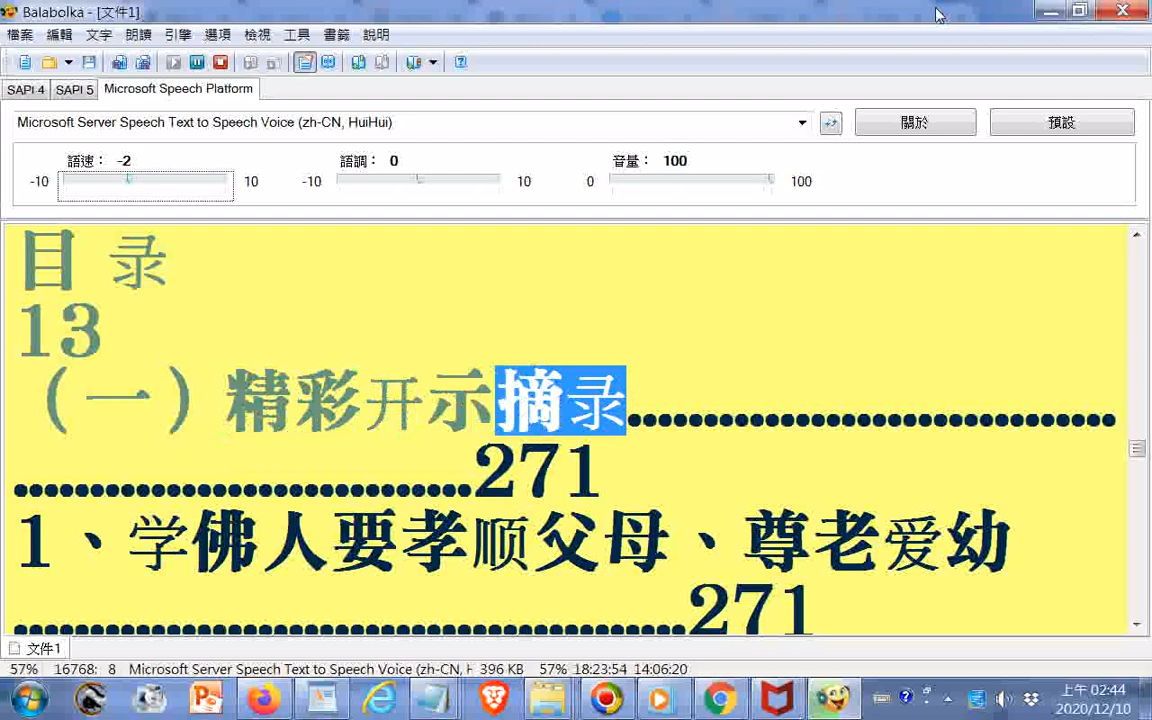 Balabolka - [文件1]
檔案 編輯 文字 朗讀 引擎 選項 檢視 工具 書籤 說明
SAPI 4 SAPI 5 Microsoft Speech Platform
Microsoft Server Speech Text to Speech Voice (zh-CN, HuiHui) 關於 預設
語速： -2 語調： 0 音量： 100
-10 10 -10 10 0 100
目 录
13
（一）精彩开示摘录................................
..............................271
1、学佛人要孝顺父母、尊老爱幼
............................................271
文件1
57% 16768: 8 Microsoft Server Speech Text to Speech Voice (zh-CN, H 396 KB 57% 18:23:54 14:06:20
上午 02:44
2020/12/10